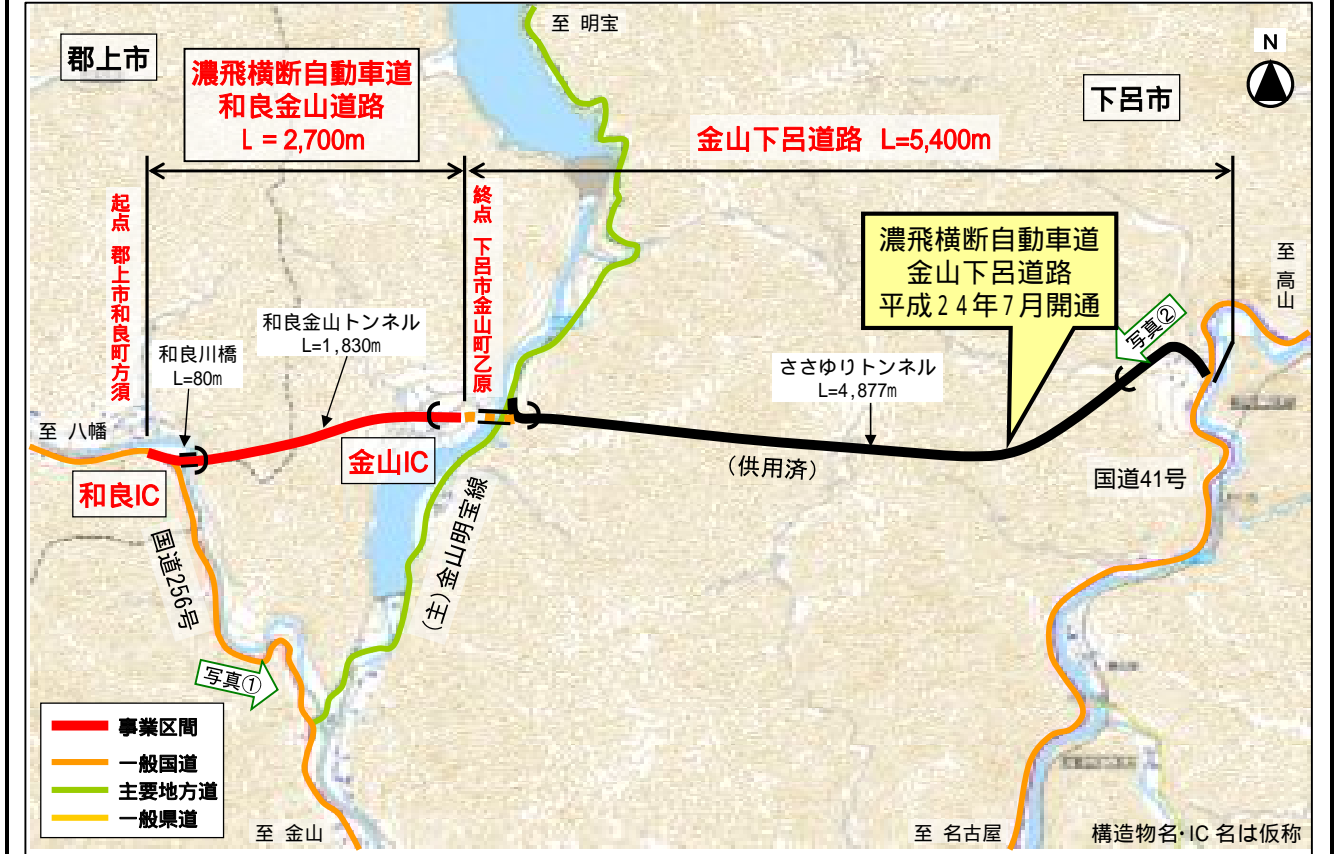 至 明宝
郡上市
濃飛横断自動車道
和良金山道路
L = 2,700m
N
下呂市
金山下呂道路 L=5,400m
起点 郡上市和良町方須
終点 下呂市金山町乙原
濃飛横断自動車道
金山下呂道路
平成24年7月開通
至 高山
写真②
和良金山トンネル
L=1,830m
和良川橋
L=80m
ささゆりトンネル
L=4,877m
至 八幡
和良IC
金山IC
(供用済)
国道41号
国道256号
(主)金山明宝線
写真①
事業区間
一般国道
主要地方道
一般県道
至 金山
至 名古屋
構造物名・IC 名は仮称